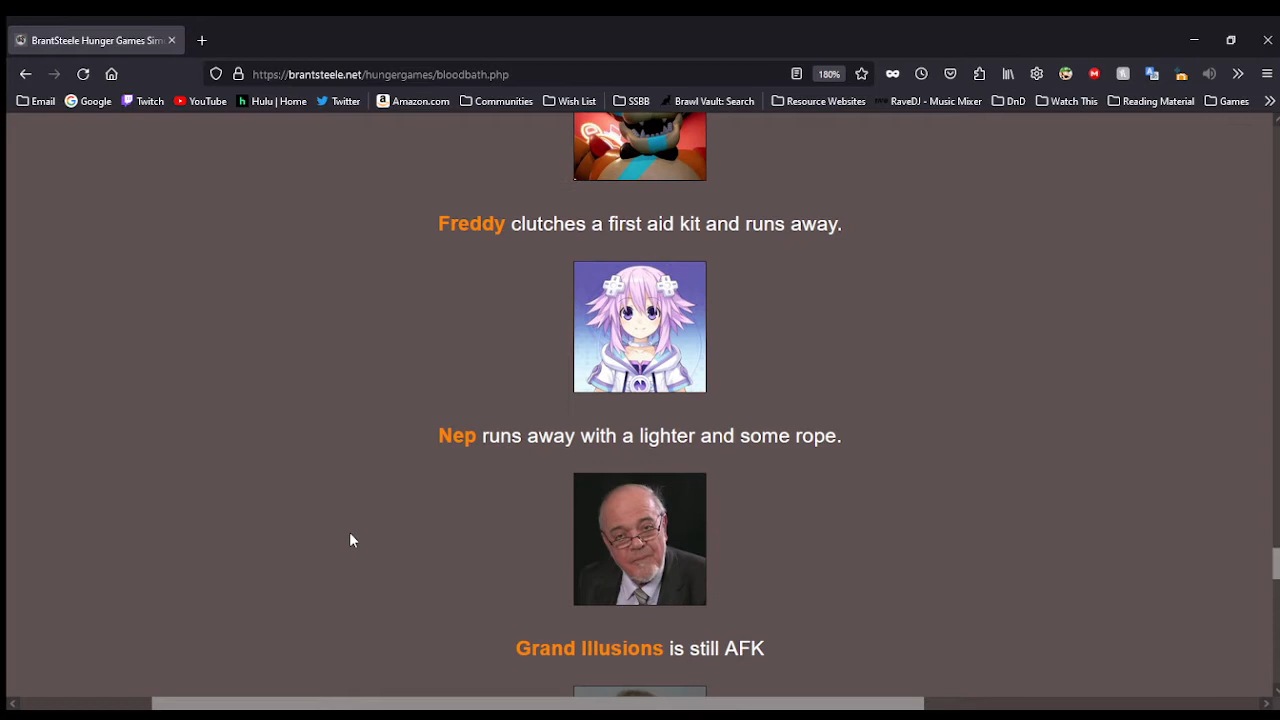 BrantSteele Hunger Games Sim
https://brantsteele.net/hungergames/bloodbath.php
180%
Email
Google
Twitch
YouTube
Hulu | Home
Twitter
Amazon.com
Communities
Wish List
SSBB
Brawl Vault: Search
Resource Websites
RaveDJ - Music Mixer
DnD
Watch This
Reading Material
Games
Freddy clutches a first aid kit and runs away.
Nep runs away with a lighter and some rope.
Grand Illusions is still AFK